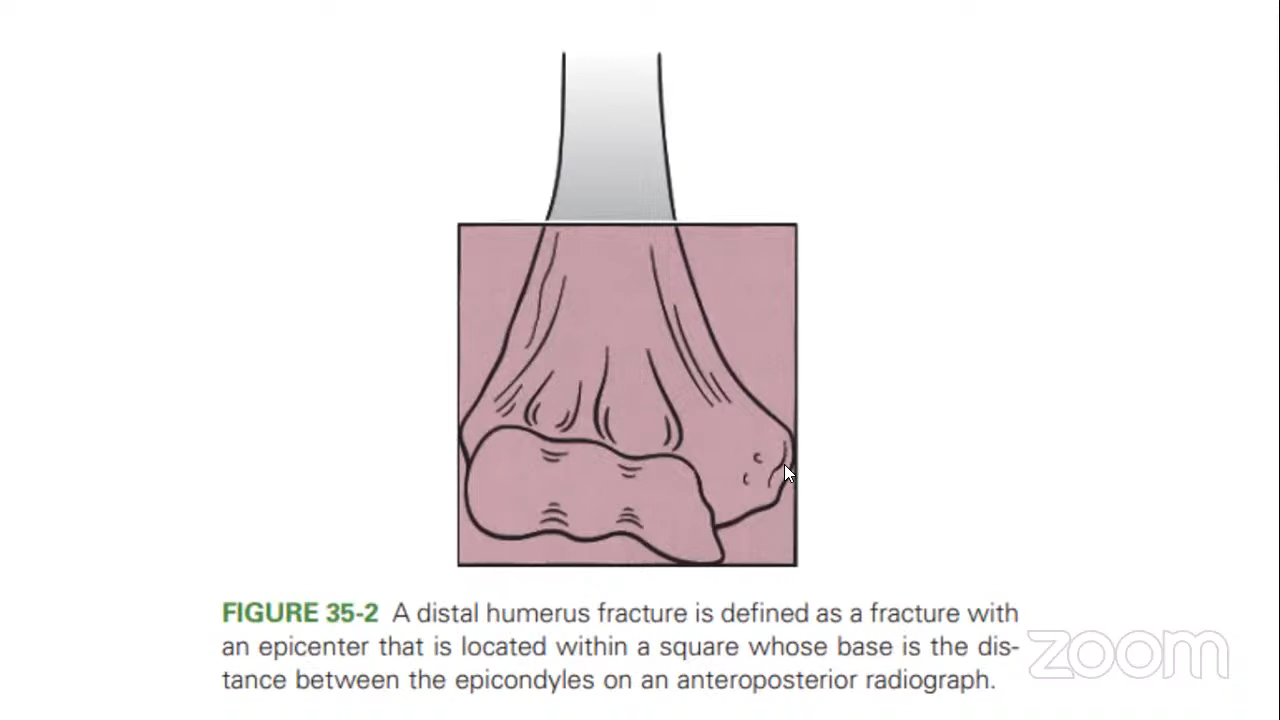 FIGURE 35-2 A distal humerus fracture is defined as a fracture with
an epicenter that is located within a square whose base is the dis-
tance between the epicondyles on an anteroposterior radiograph.
zoom